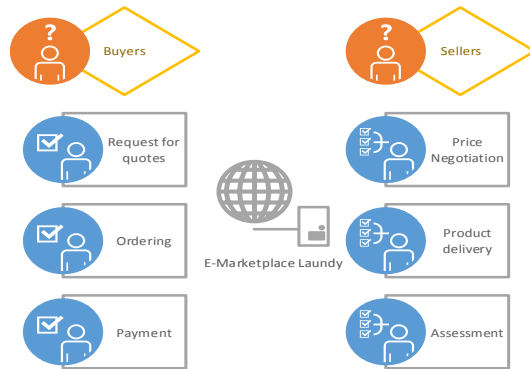 ?
Buyers
?
Sellers
Request for
quotes
Price
Negotiation
Ordering
Product
delivery
E-Marketplace Laundy
Payment
Assessment